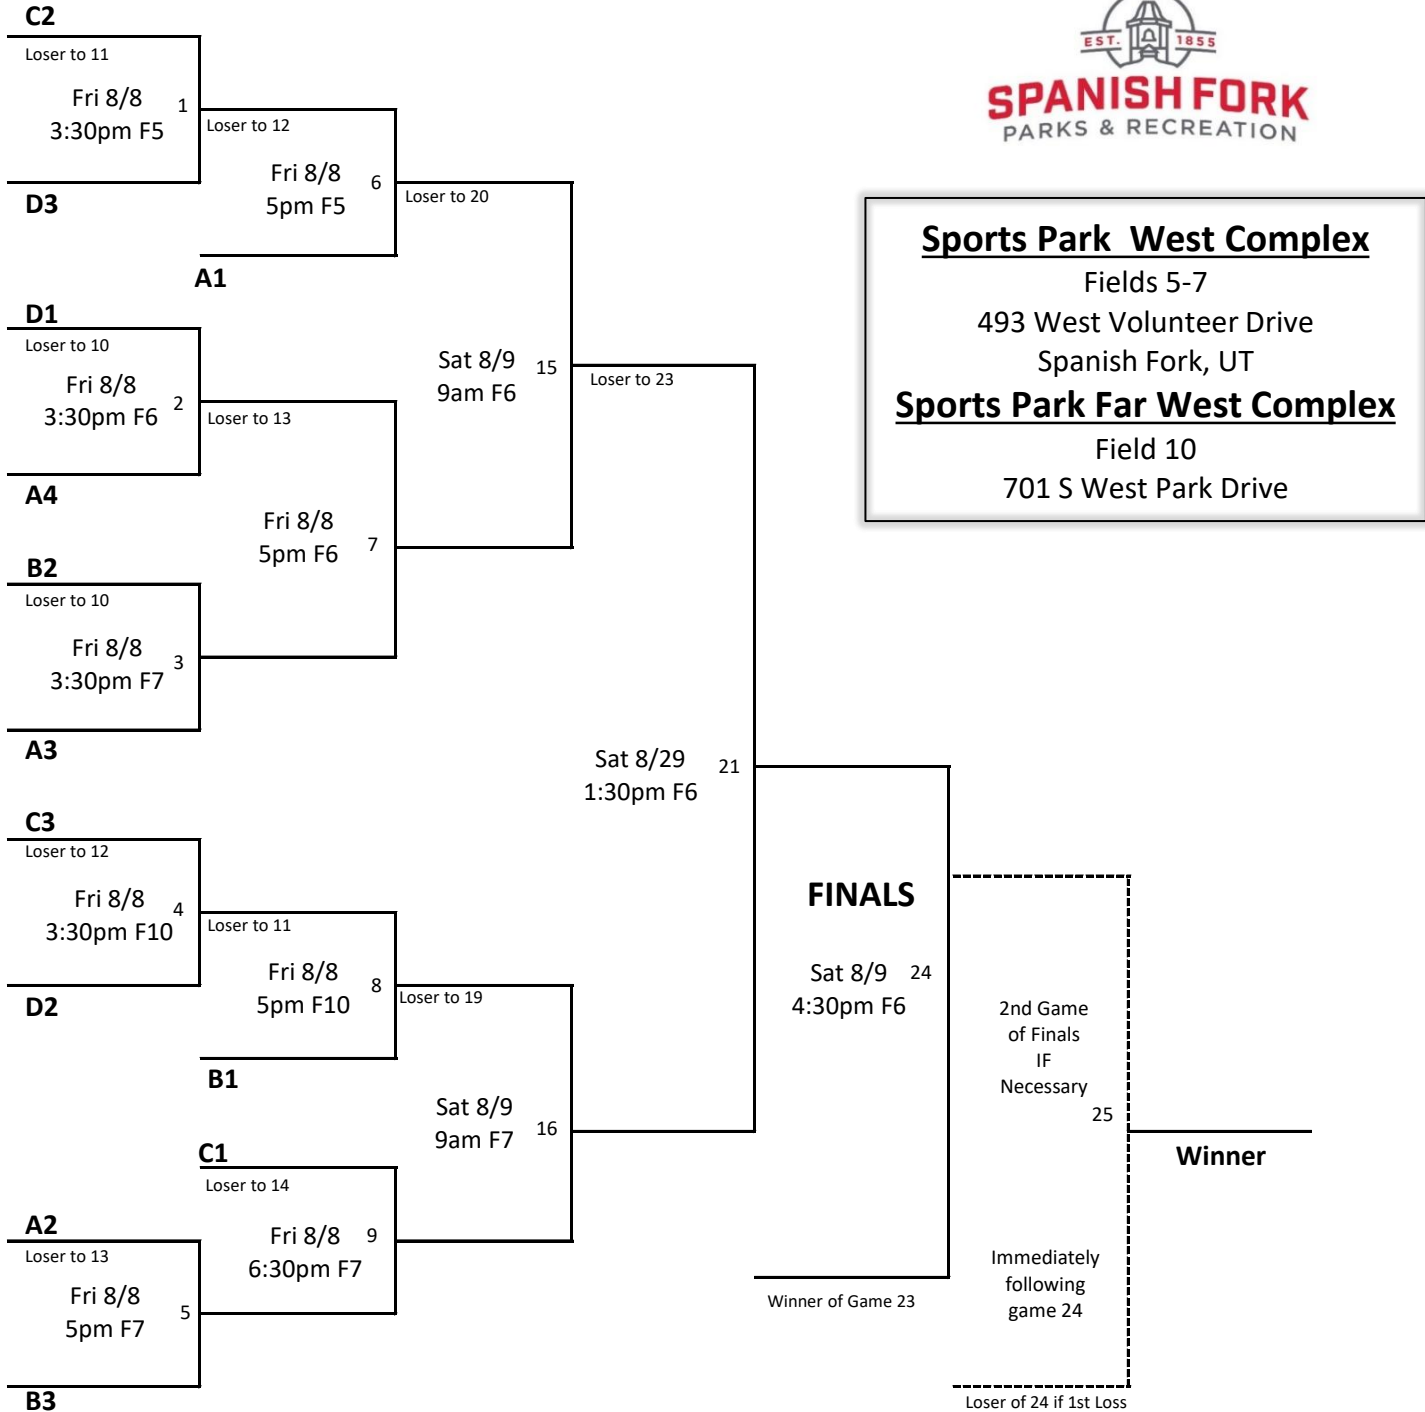 C2
Loser to 11
Fri 8/8
3:30pm F5
1
D3
Loser to 12
Fri 8/8
5pm F5
6
A1
Loser to 20
D1
Loser to 10
Fri 8/8
3:30pm F6
2
A4
Loser to 13
Fri 8/8
5pm F6
7
B2
Loser to 10
Fri 8/8
3:30pm F7
3
A3
Sat 8/9
9am F6
15
Loser to 23
C3
Loser to 12
Fri 8/8
3:30pm F10
4
D2
Loser to 11
Fri 8/8
5pm F10
8
B1
Loser to 19
C1
Loser to 14
Fri 8/8
6:30pm F7
9
A2
Loser to 13
Fri 8/8
5pm F7
5
B3
Sat 8/9
9am F7
16
Sat 8/29
1:30pm F6
21
FINALS
Sat 8/9
4:30pm F6
24
Winner of Game 23
2nd Game
of Finals
IF
Necessary
25
Immediately
following
game 24
Loser of 24 if 1st Loss
Winner
EST. 1855
SPANISH FORK
PARKS & RECREATION
Sports Park West Complex
Fields 5-7
493 West Volunteer Drive
Spanish Fork, UT
Sports Park Far West Complex
Field 10
701 S West Park Drive